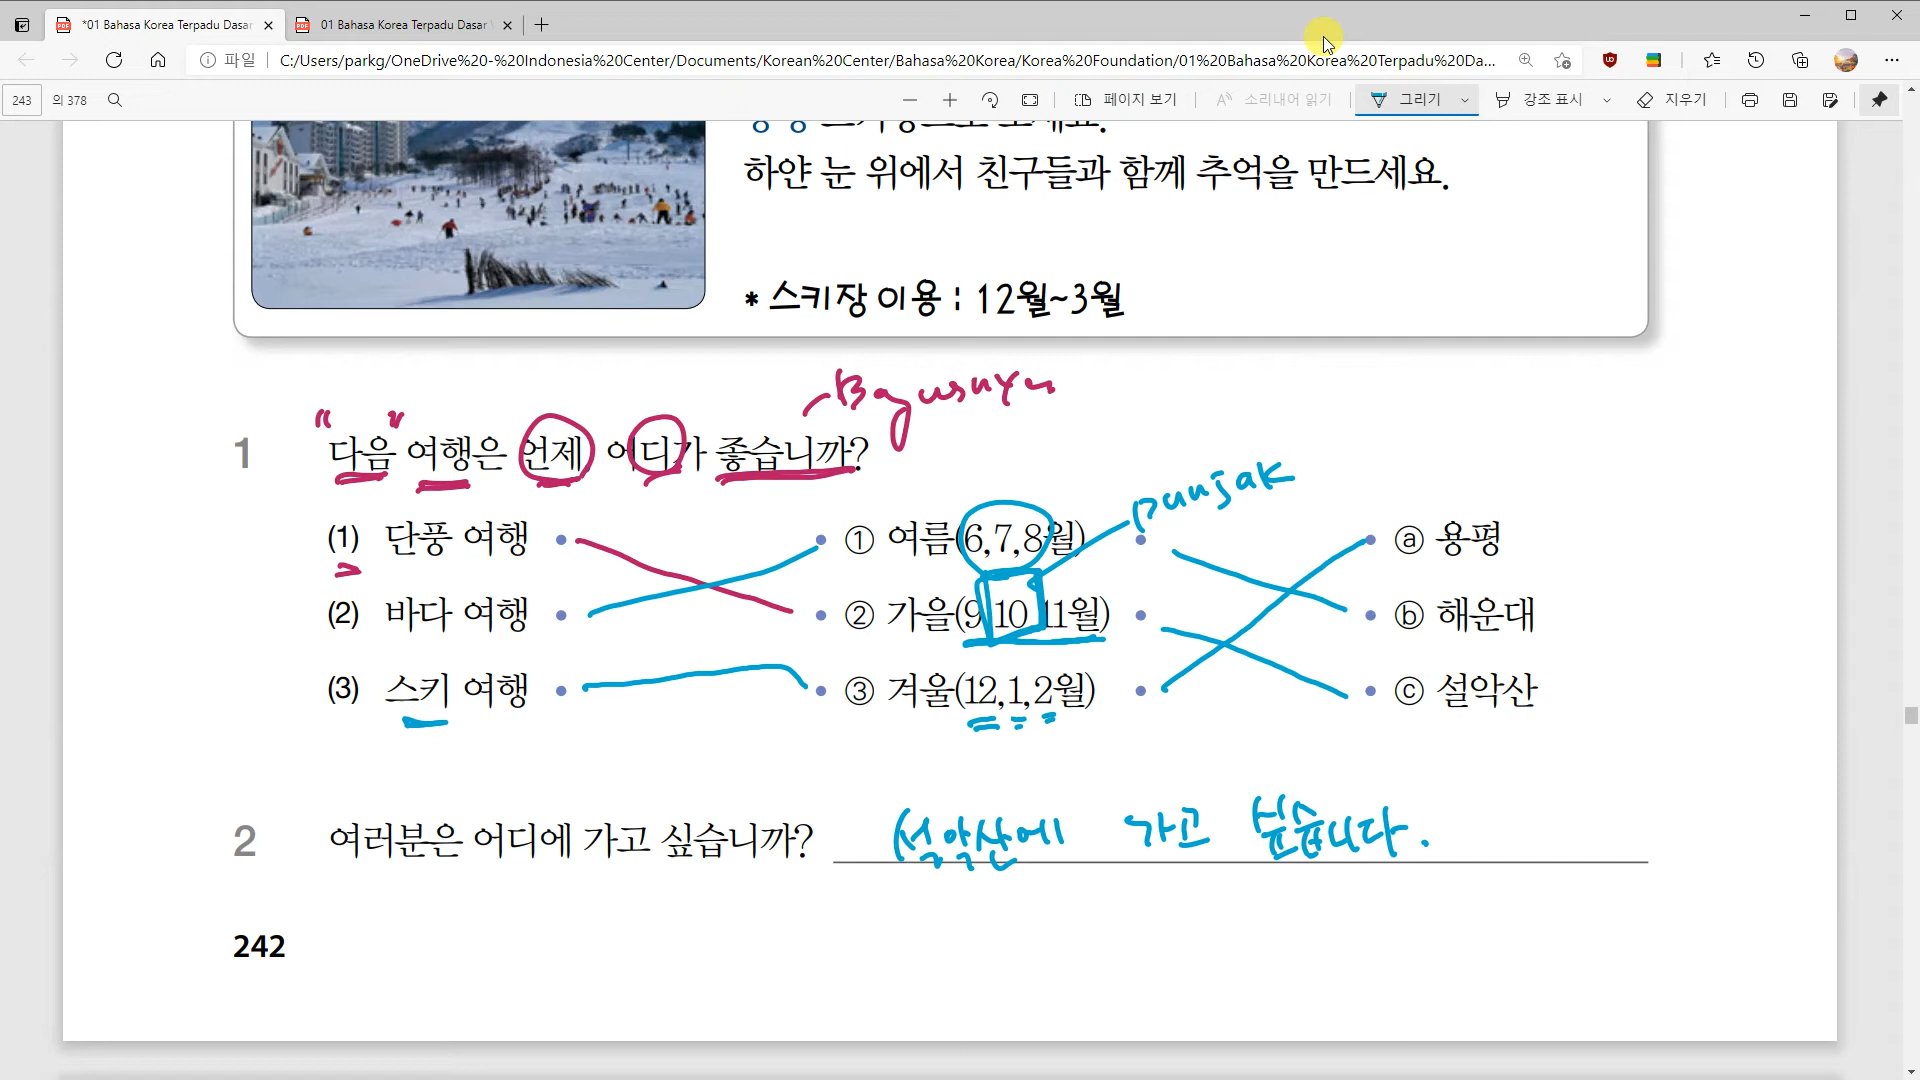 *01 Bahasa Korea Terpadu Dasar
01 Bahasa Korea Terpadu Dasar
파일
C:/Users/parkg/OneDrive%20-%20Indonesia%20Center/Documents/Korean%20Center/Bahasa%20Korea/Korea%20Foundation/01%20Bahasa%20Korea%20Terpadu%20Da...
243 의 378
페이지 보기
소리내어 읽기
그리기
강조 표시
지우기
하얀 눈 위에서 친구들과 함께 추억을 만드세요.
* 스키장 이용 : 12월~3월
Bagusnya
1 "다음" 여행은 언제, 어디가 좋습니까?
punjak
(1) 단풍 여행 ① 여름(6,7,8월) ⓐ 용평
(2) 바다 여행 ② 가을(9,10,11월) ⓑ 해운대
(3) 스키 여행 ③ 겨울(12,1,2월) ⓒ 설악산
2 여러분은 어디에 가고 싶습니까? 설악산에 가고 싶습니다.
242